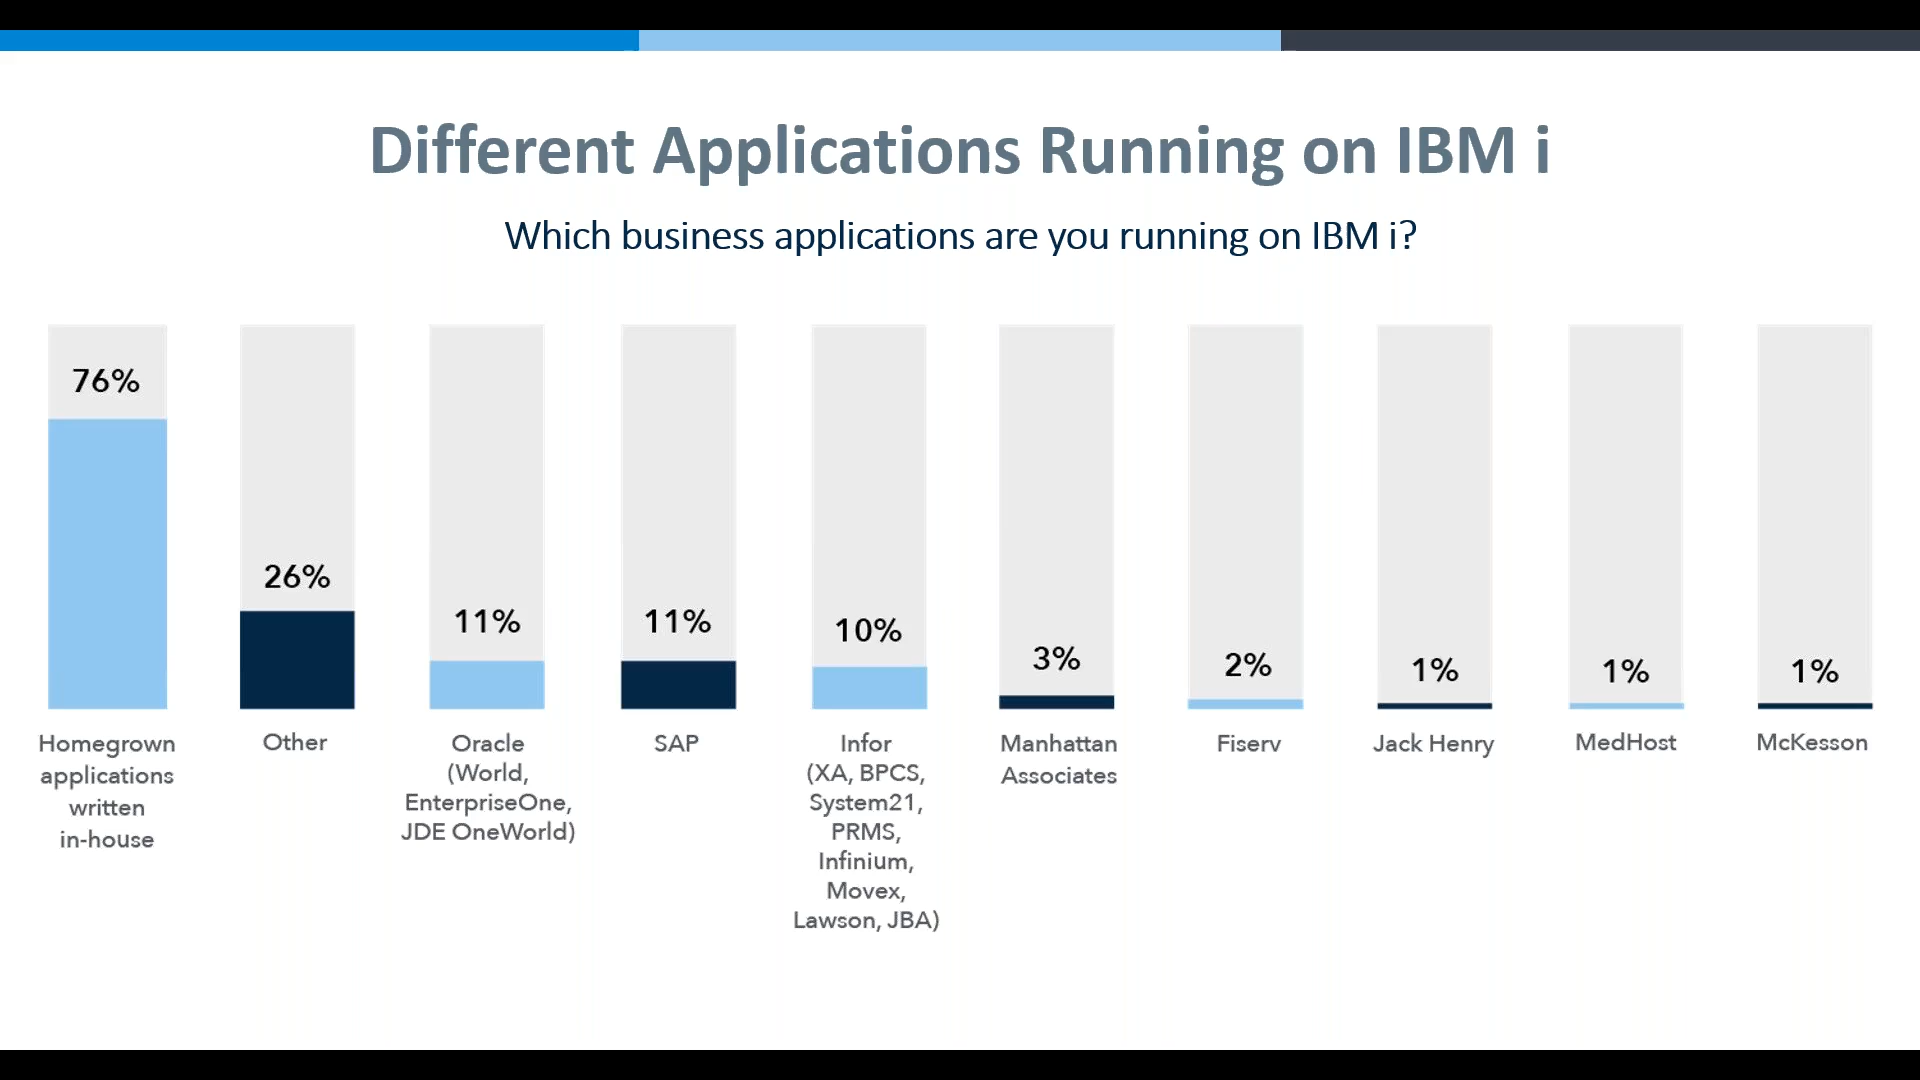 Different Applications Running on IBM i
Which business applications are you running on IBM i?
76%
26%
11%
11%
10%
3%
2%
1%
1%
1%
Homegrown
applications
written
in-house
Other
Oracle
(World,
EnterpriseOne,
JDE OneWorld)
SAP
Infor
(XA, BPCS,
System21,
PRMS,
Infinium,
Movex,
Lawson, JBA)
Manhattan
Associates
Fiserv
Jack Henry
MedHost
McKesson